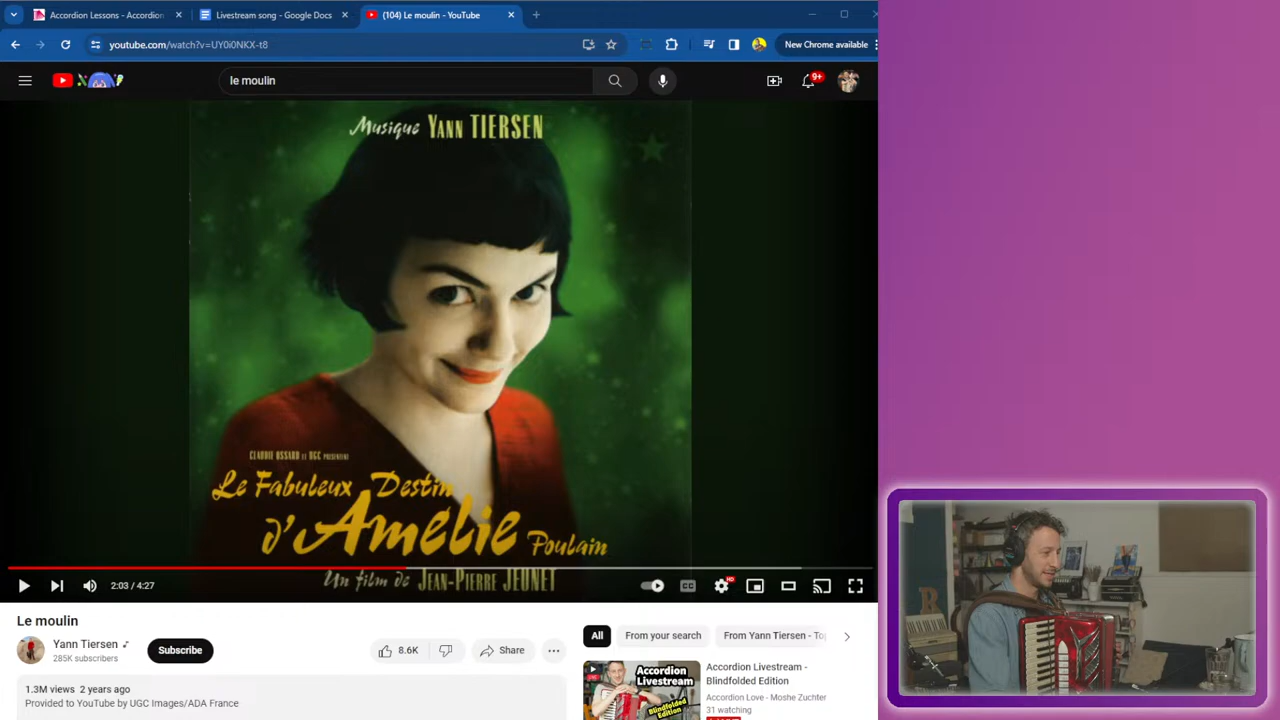 Accordion Lessons - Accordion
Livestream song - Google Docs
(104) Le moulin - YouTube
youtube.com/watch?v=UY0i0NKX-t8
New Chrome available
le moulin
9+
Musique YANN TIERSEN
CLAUDIE OSSARD ET UGC PRESENTENT
Le Fabuleux Destin
d'Amélie Poulain
Un film de JEAN-PIERRE JEUNET
2:03 / 4:27
CC
HD
Le moulin
Yann Tiersen
285K subscribers
Subscribe
8.6K
Share
1.3M views 2 years ago
Provided to YouTube by UGC Images/ADA France
All
From your search
From Yann Tiersen - Top
Accordion
Livestream
Blindfolded
Edition
Accordion Livestream -
Blindfolded Edition
Accordion Love - Moshe Zuchter
31 watching